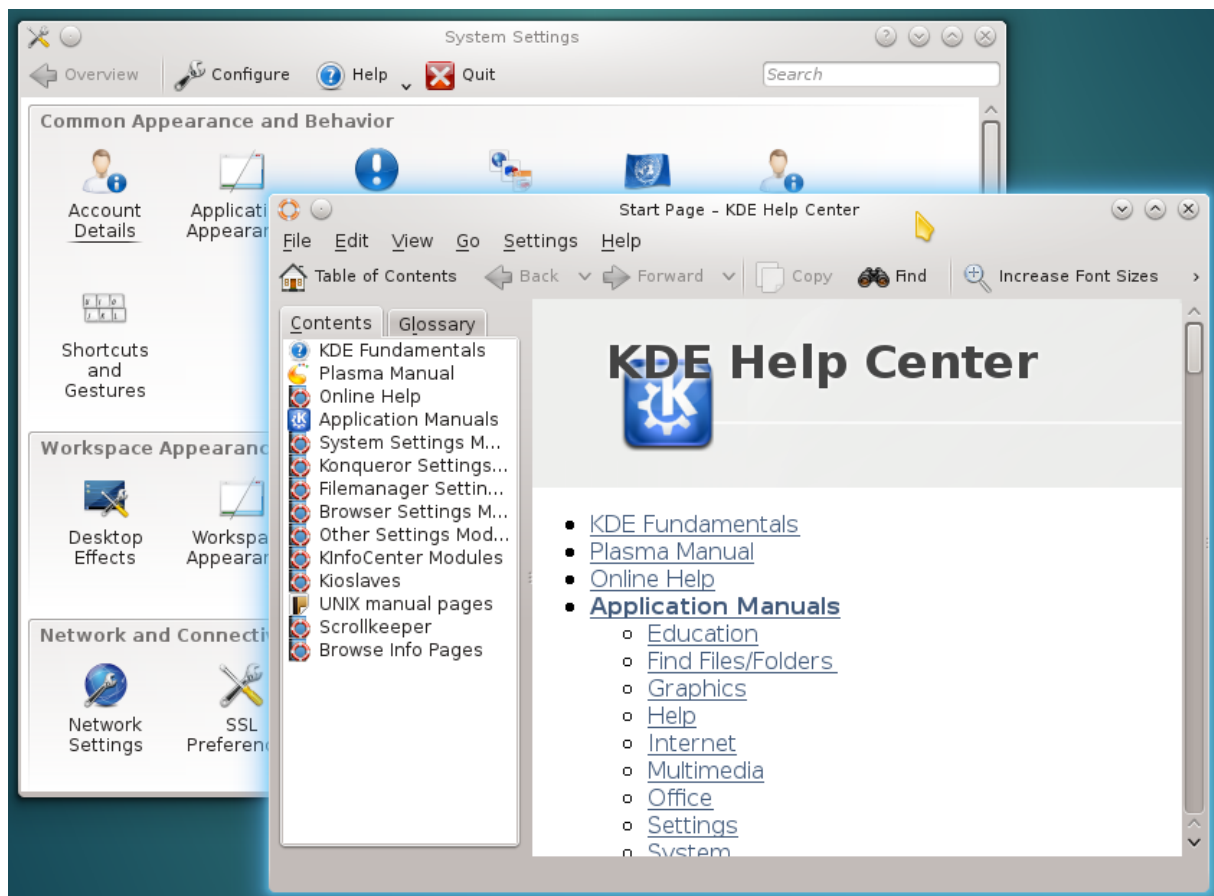 System Settings
Overview Configure Help Quit Search
Common Appearance and Behavior
Account
Details
Applicati
Appearan
Shortcuts
and
Gestures
Workspace Appearanc
Desktop
Effects
Workspa
Appearan
Network and Connectiv
Network
Settings
SSL
Preferenc
Start Page – KDE Help Center
File Edit View Go Settings Help
Table of Contents Back Forward Copy Find Increase Font Sizes
Contents Glossary
KDE Fundamentals
Plasma Manual
Online Help
Application Manuals
System Settings M...
Konqueror Settings...
Filemanager Settin...
Browser Settings M...
Other Settings Mod...
KInfoCenter Modules
Kioslaves
UNIX manual pages
Scrollkeeper
Browse Info Pages
KDE Help Center
KDE Fundamentals
Plasma Manual
Online Help
Application Manuals
Education
Find Files/Folders
Graphics
Help
Internet
Multimedia
Office
Settings
System